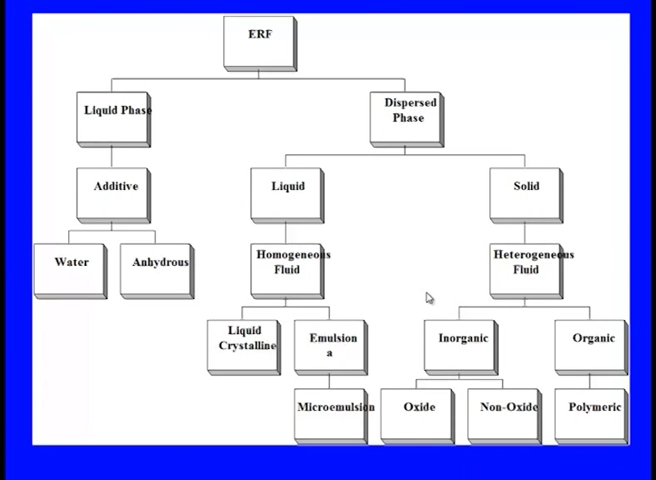 ERF
Liquid Phase
Dispersed
Phase
Additive
Liquid
Solid
Water
Anhydrous
Homogeneous
Fluid
Heterogeneous
Fluid
Liquid
Crystalline
Emulsion
a
Inorganic
Organic
Microemulsion
Oxide
Non-Oxide
Polymeric